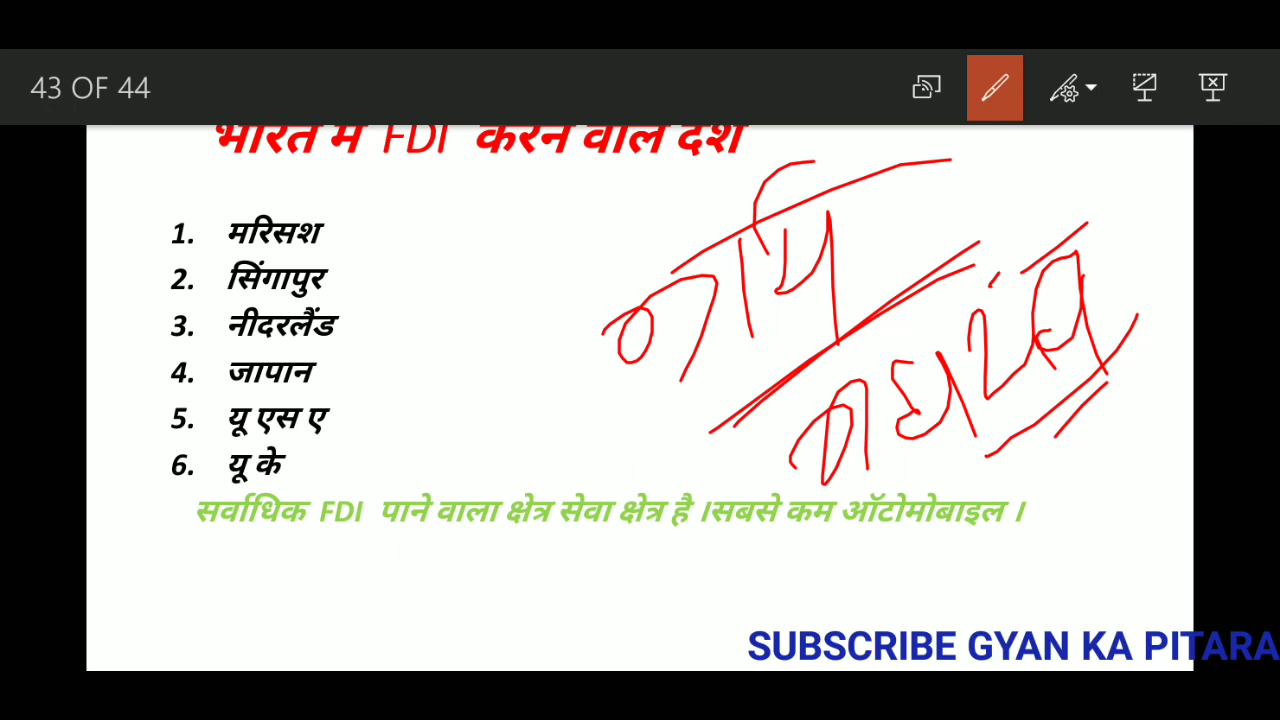 43 OF 44
भारत में FDI करने वाले देश
1. मरिसश
2. सिंगापुर
3. नीदरलैंड
4. जापान
5. यू एस ए
6. यू के
सर्वाधिक FDI पाने वाला क्षेत्र सेवा क्षेत्र है ।सबसे कम ऑटोमोबाइल ।
SUBSCRIBE GYAN KA PITARA